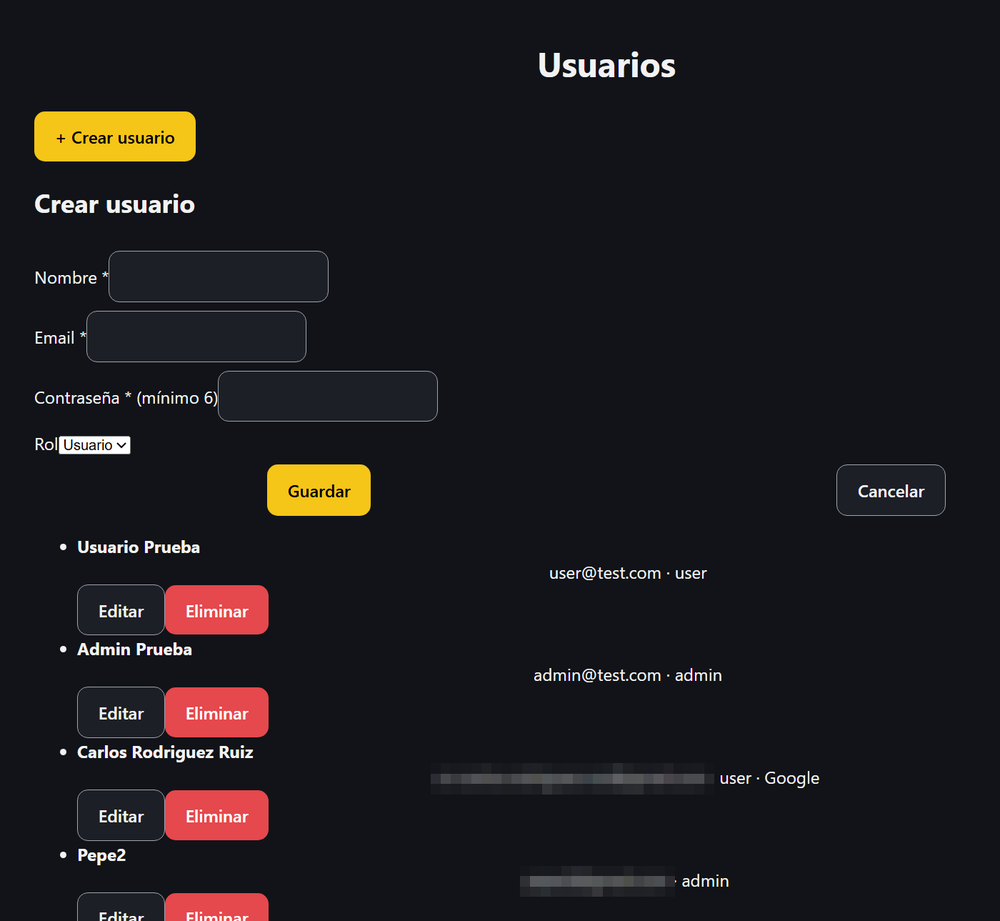 Usuarios
+ Crear usuario
Crear usuario
Nombre *
Email *
Contraseña * (mínimo 6)
Rol Usuario
Guardar Cancelar
Usuario Prueba
user@test.com · user
Editar Eliminar
Admin Prueba
admin@test.com · admin
Editar Eliminar
Carlos Rodriguez Ruiz
user · Google
Editar Eliminar
Pepe2
· admin
Editar Eliminar